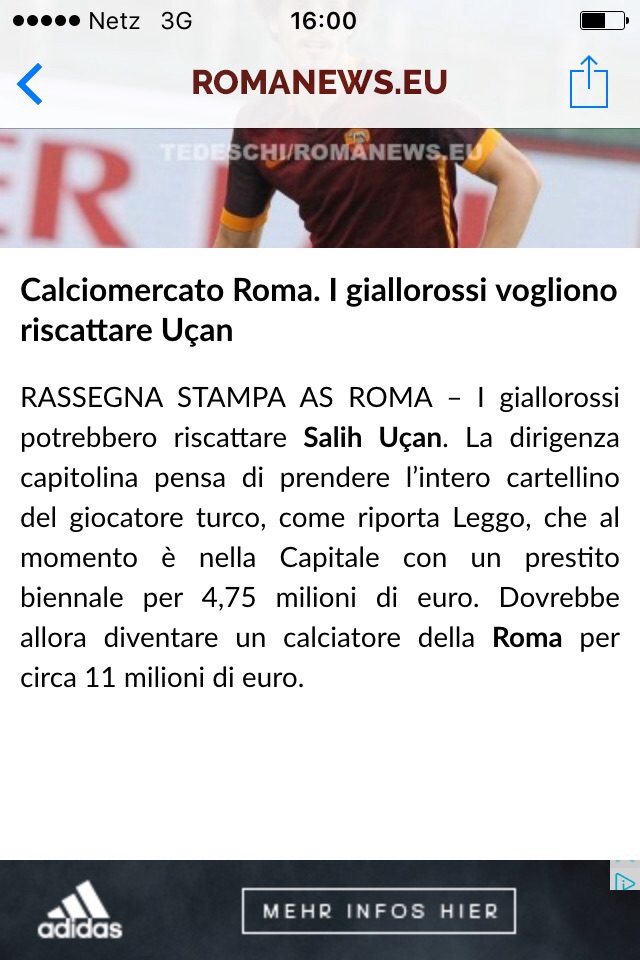 Netz 3G 16:00
ROMANEWS.EU
TEDESCHI/ROMANEWS.EU
ER
Calciomercato Roma. I giallorossi vogliono
riscattare Uçan
RASSEGNA STAMPA AS ROMA – I giallorossi
potrebbero riscattare Salih Uçan. La dirigenza
capitolina pensa di prendere l’intero cartellino
del giocatore turco, come riporta Leggo, che al
momento è nella Capitale con un prestito
biennale per 4,75 milioni di euro. Dovrebbe
allora diventare un calciatore della Roma per
circa 11 milioni di euro.
adidas
MEHR INFOS HIER